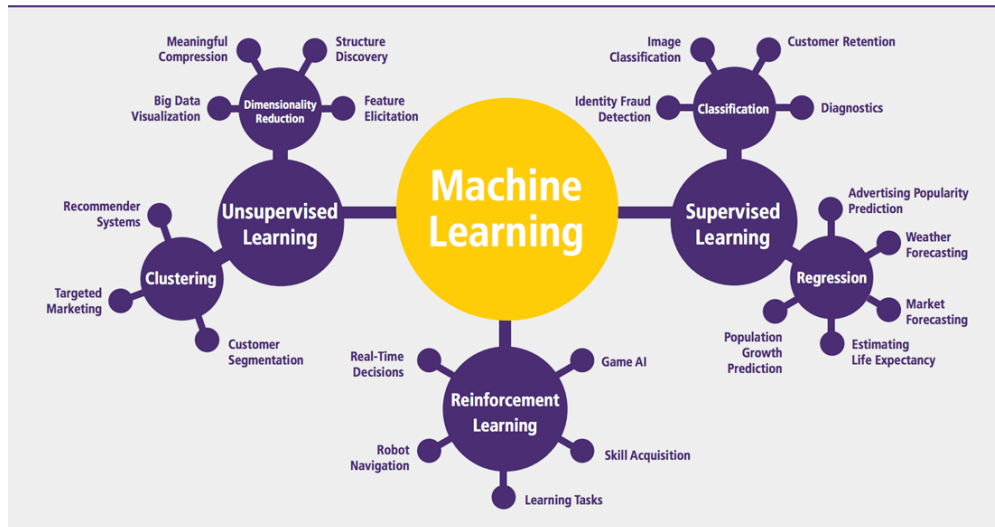 Machine
Learning
Unsupervised
Learning
Dimensionality
Reduction
Meaningful
Compression
Structure
Discovery
Big Data
Visualization
Feature
Elicitation
Clustering
Recommender
Systems
Targeted
Marketing
Customer
Segmentation
Supervised
Learning
Classification
Image
Classification
Customer Retention
Identity Fraud
Detection
Diagnostics
Regression
Advertising Popularity
Prediction
Weather
Forecasting
Market
Forecasting
Estimating
Life Expectancy
Population
Growth
Prediction
Reinforcement
Learning
Real-Time
Decisions
Game AI
Robot
Navigation
Skill Acquisition
Learning Tasks